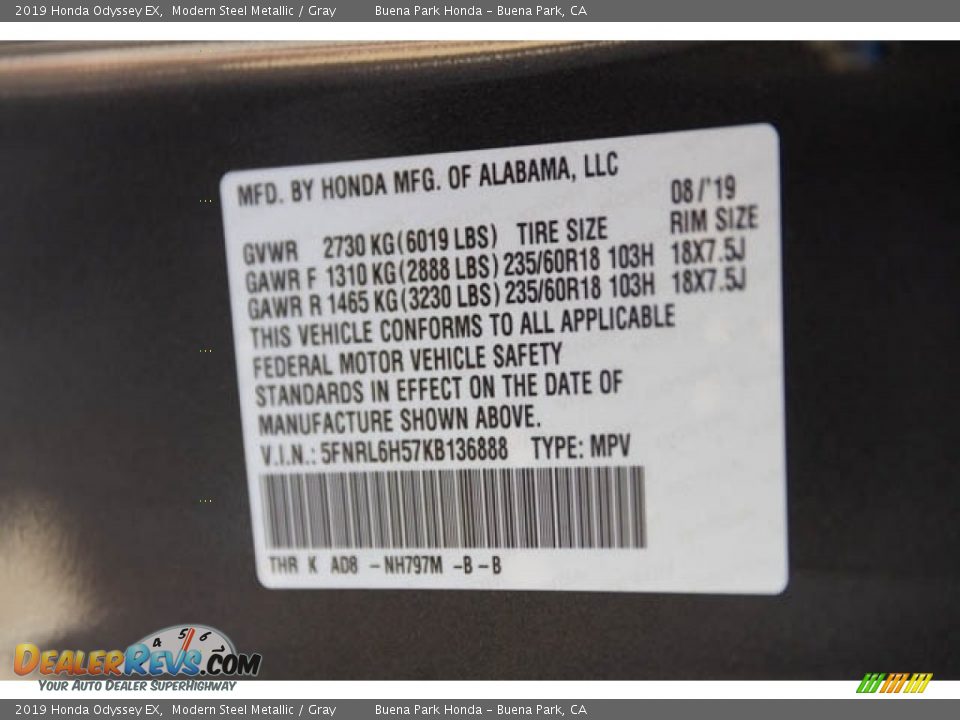 2019 Honda Odyssey EX, Modern Steel Metallic / Gray Buena Park Honda - Buena Park, CA
MFD. BY HONDA MFG. OF ALABAMA, LLC
08/'19
GVWR 2730 KG(6019 LBS) TIRE SIZE RIM SIZE
GAWR F 1310 KG(2888 LBS) 235/60R18 103H 18X7.5J
GAWR R 1465 KG(3230 LBS) 235/60R18 103H 18X7.5J
THIS VEHICLE CONFORMS TO ALL APPLICABLE
FEDERAL MOTOR VEHICLE SAFETY
STANDARDS IN EFFECT ON THE DATE OF
MANUFACTURE SHOWN ABOVE.
V.I.N.: 5FNRL6H57KB136888 TYPE: MPV
THR K AD8 -NH797M -B-B
4 5 6 7
DEALERREVS.COM
YOUR AUTO DEALER SUPERHIGHWAY
2019 Honda Odyssey EX, Modern Steel Metallic / Gray Buena Park Honda - Buena Park, CA